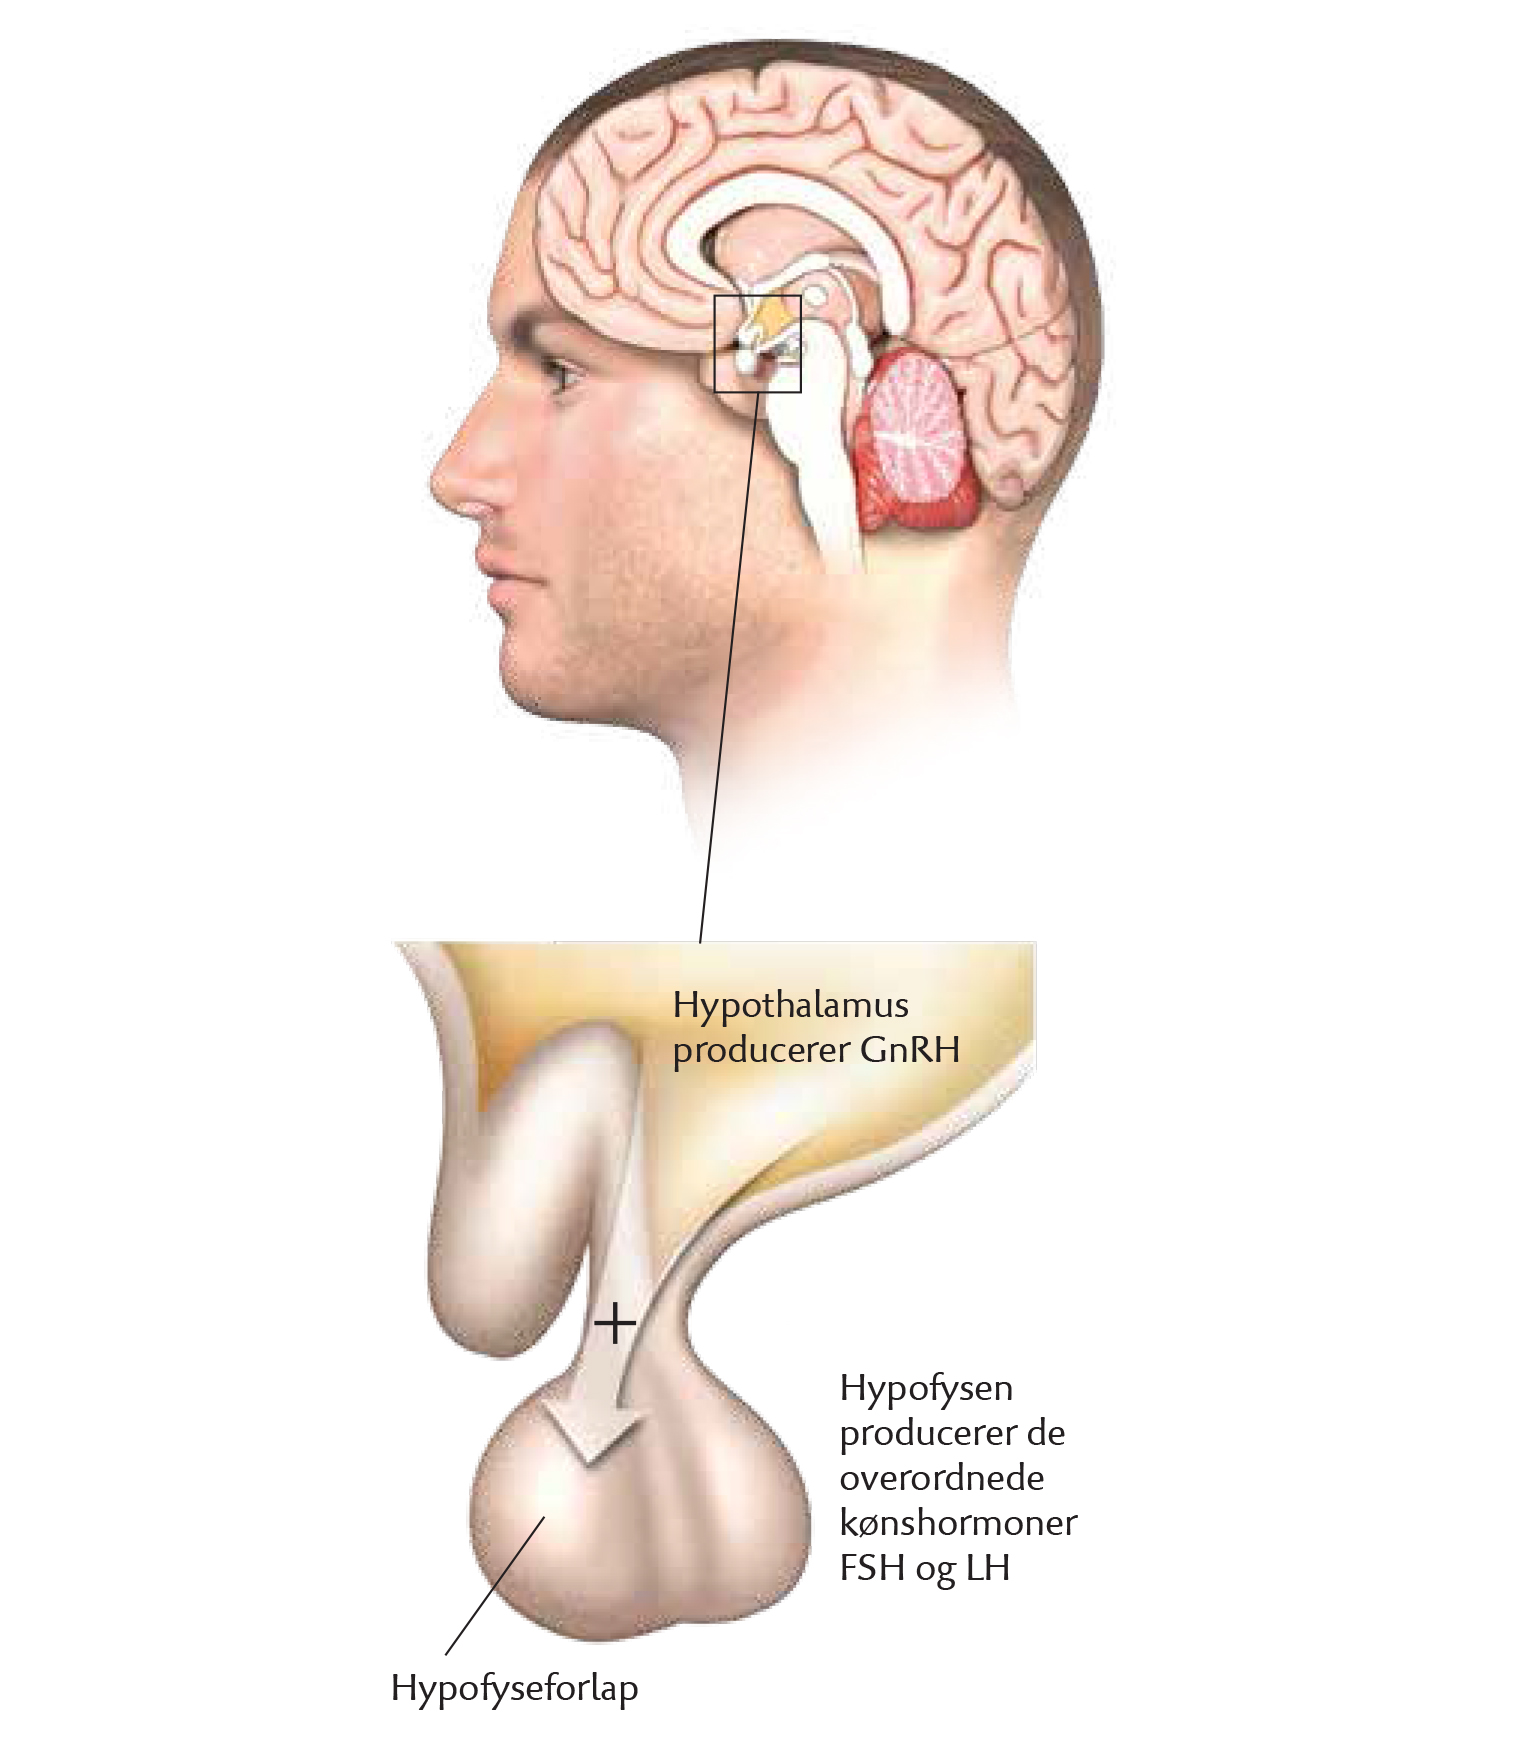 Hypothalamus
producerer GnRH
+
Hypofysen
producerer de
overordnede
kønshormoner
FSH og LH
Hypofyseforlap